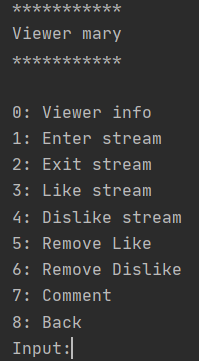 ***********
Viewer mary
***********
0: Viewer info
1: Enter stream
2: Exit stream
3: Like stream
4: Dislike stream
5: Remove Like
6: Remove Dislike
7: Comment
8: Back
Input: